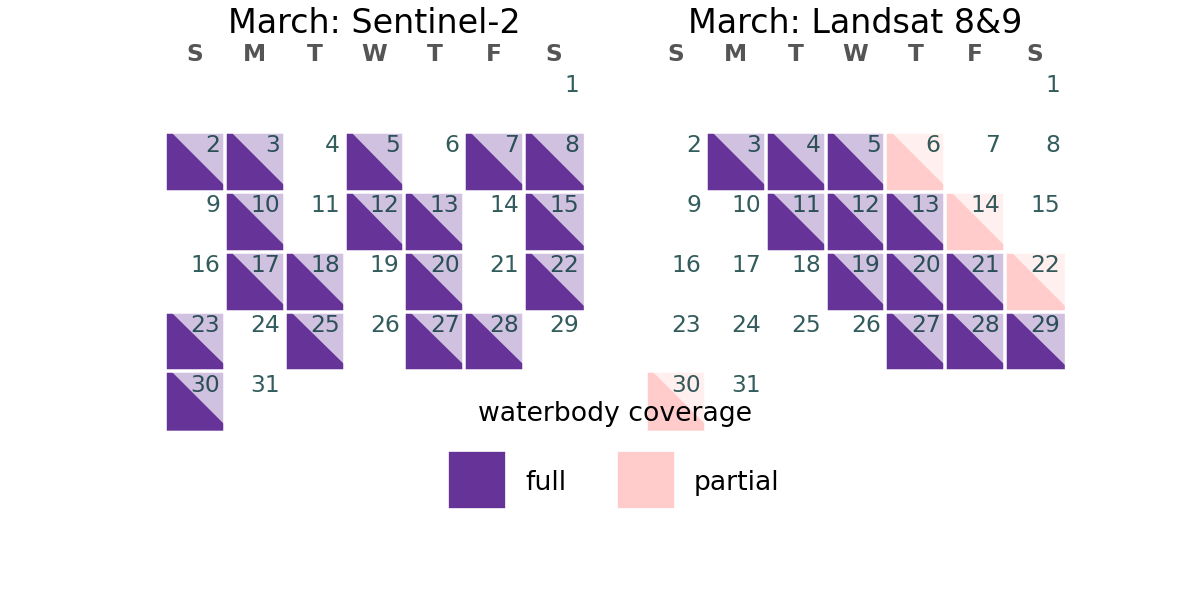 March: Sentinel-2
S M T W T F S
1
2 3 4 5 6 7 8
9 10 11 12 13 14 15
16 17 18 19 20 21 22
23 24 25 26 27 28 29
30 31
March: Landsat 8&9
S M T W T F S
1
2 3 4 5 6 7 8
9 10 11 12 13 14 15
16 17 18 19 20 21 22
23 24 25 26 27 28 29
30 31
waterbody coverage
full partial